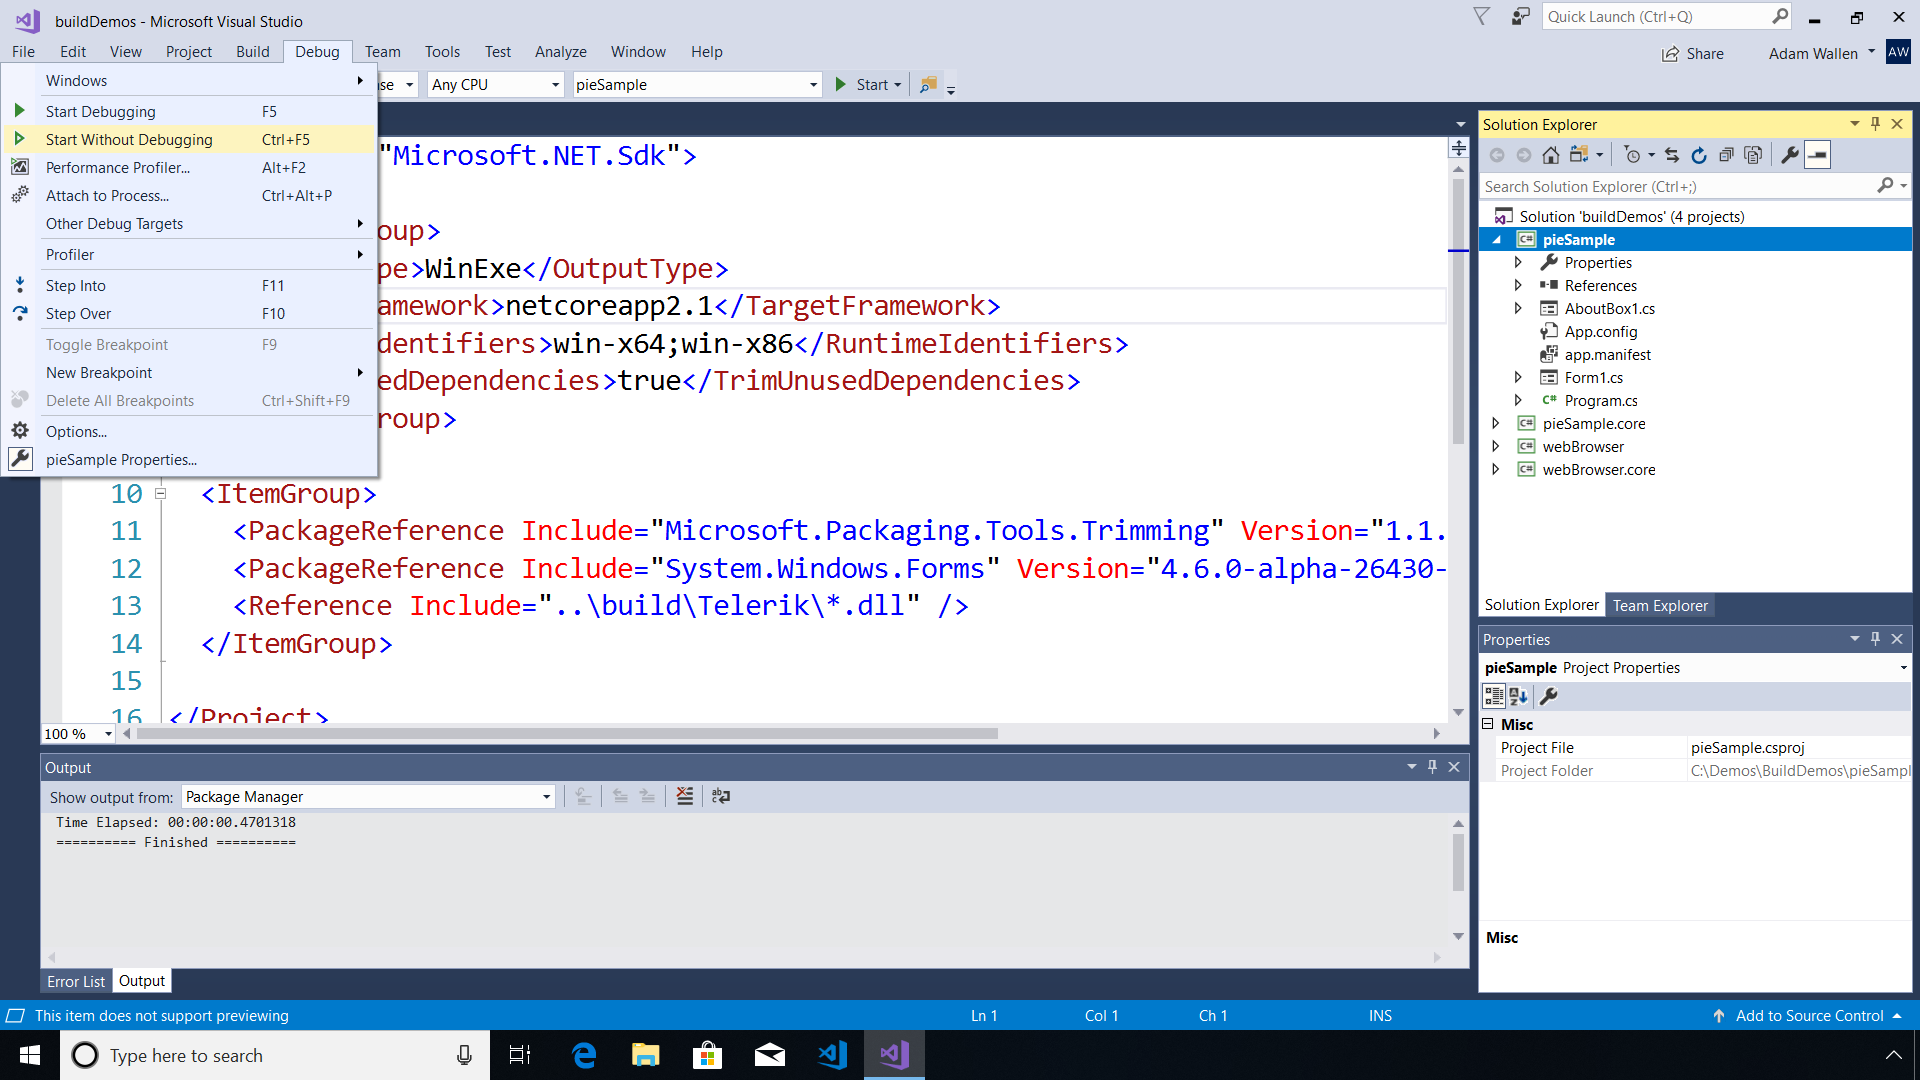 buildDemos - Microsoft Visual Studio
Quick Launch (Ctrl+Q)
File Edit View Project Build Debug Team Tools Test Analyze Window Help
Share Adam Wallen AW
se Any CPU pieSample Start
Windows
Start Debugging F5
Start Without Debugging Ctrl+F5
Performance Profiler... Alt+F2
Attach to Process... Ctrl+Alt+P
Other Debug Targets
Profiler
Step Into F11
Step Over F10
Toggle Breakpoint F9
New Breakpoint
Delete All Breakpoints Ctrl+Shift+F9
Options...
pieSample Properties...
"Microsoft.NET.Sdk">
oup>
pe>WinExe</OutputType>
amework>netcoreapp2.1</TargetFramework>
dentifiers>win-x64;win-x86</RuntimeIdentifiers>
edDependencies>true</TrimUnusedDependencies>
roup>
10 <ItemGroup>
11 <PackageReference Include="Microsoft.Packaging.Tools.Trimming" Version="1.1.
12 <PackageReference Include="System.Windows.Forms" Version="4.6.0-alpha-26430-
13 <Reference Include="..\build\Telerik\*.dll" />
14 </ItemGroup>
15
16 </Project>
100 %
Output
Show output from: Package Manager
Time Elapsed: 00:00:00.4701318
========== Finished ==========
Error List Output
Solution Explorer
Search Solution Explorer (Ctrl+;)
Solution 'buildDemos' (4 projects)
C# pieSample
Properties
References
AboutBox1.cs
App.config
app.manifest
Form1.cs
C# Program.cs
C# pieSample.core
C# webBrowser
C# webBrowser.core
Solution Explorer Team Explorer
Properties
pieSample Project Properties
Misc
Project File pieSample.csproj
Project Folder C:\Demos\BuildDemos\pieSampl
Misc
This item does not support previewing Ln 1 Col 1 Ch 1 INS Add to Source Control
Type here to search